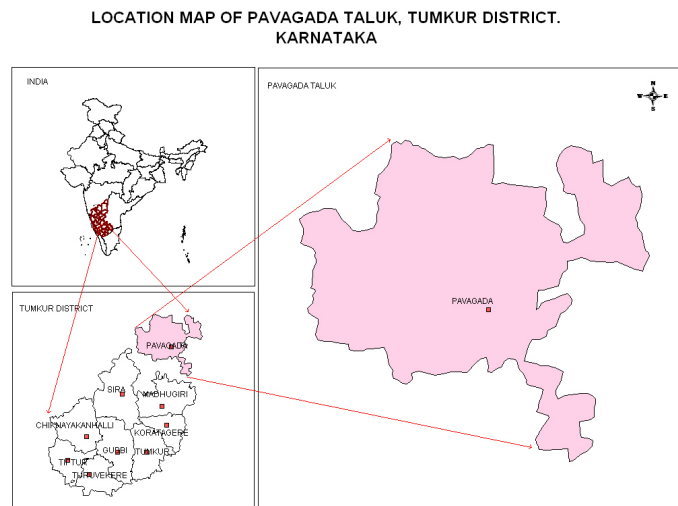 LOCATION MAP OF PAVAGADA TALUK, TUMKUR DISTRICT.
KARNATAKA
INDIA
PAVAGADA TALUK
N
W E
S
PAVAGADA
TUMKUR DISTRICT
PAVAGADA
SIRA
MADHUGIRI
CHIKNAYAKANHALLI
KORATAGERE
GUBBI
TUMKUR
TIPTUR
TURUVEKERE